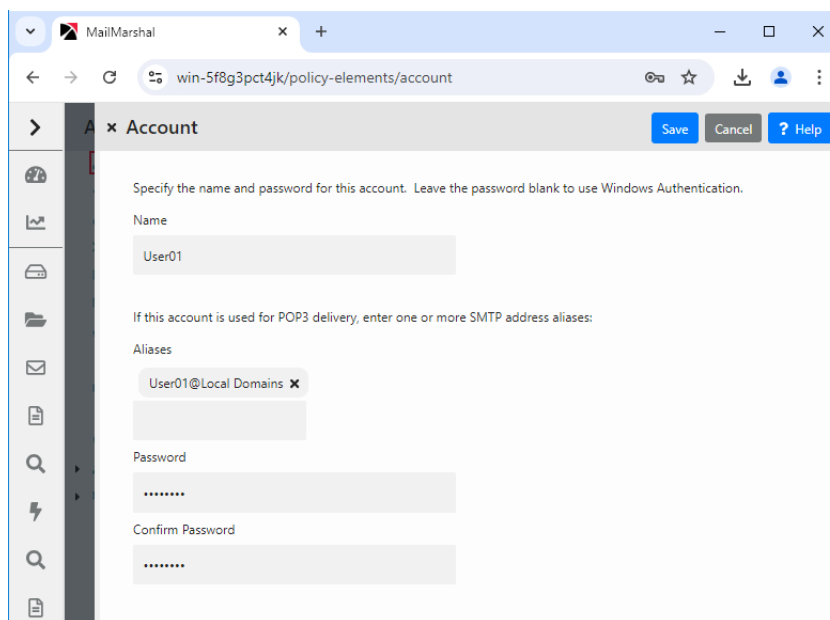 MailMarshal
win-5f8g3pct4jk/policy-elements/account
Account
Save
Cancel
? Help
Specify the name and password for this account. Leave the password blank to use Windows Authentication.
Name
User01
If this account is used for POP3 delivery, enter one or more SMTP address aliases:
Aliases
User01@Local Domains
Password
••••••••
Confirm Password
••••••••